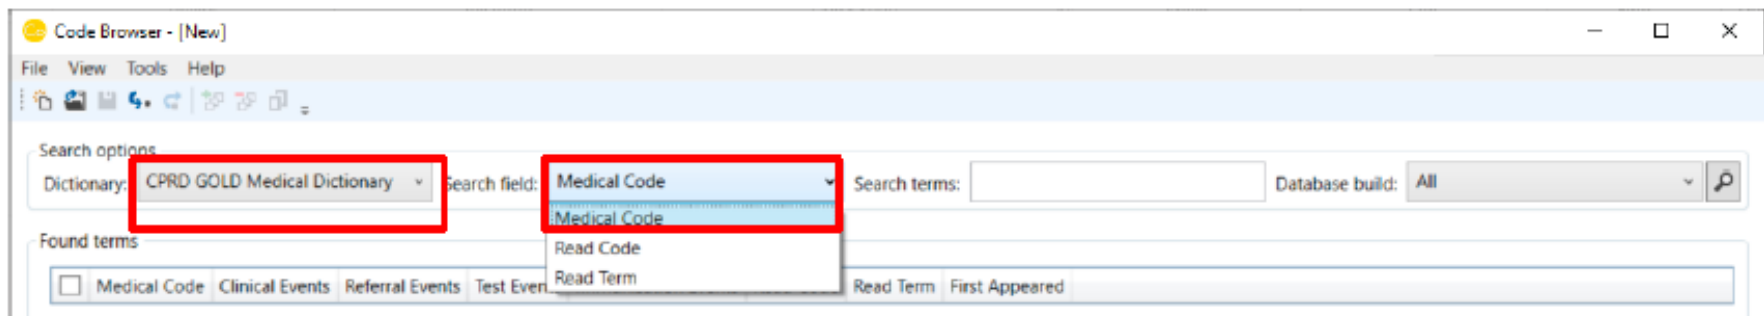 Code Browser - [New]
File View Tools Help
Search options
Dictionary: CPRD GOLD Medical Dictionary Search field: Medical Code Search terms: Database build: All
Medical Code
Read Code
Read Term
Found terms
Medical Code Clinical Events Referral Events Test Even Read Term First Appeared